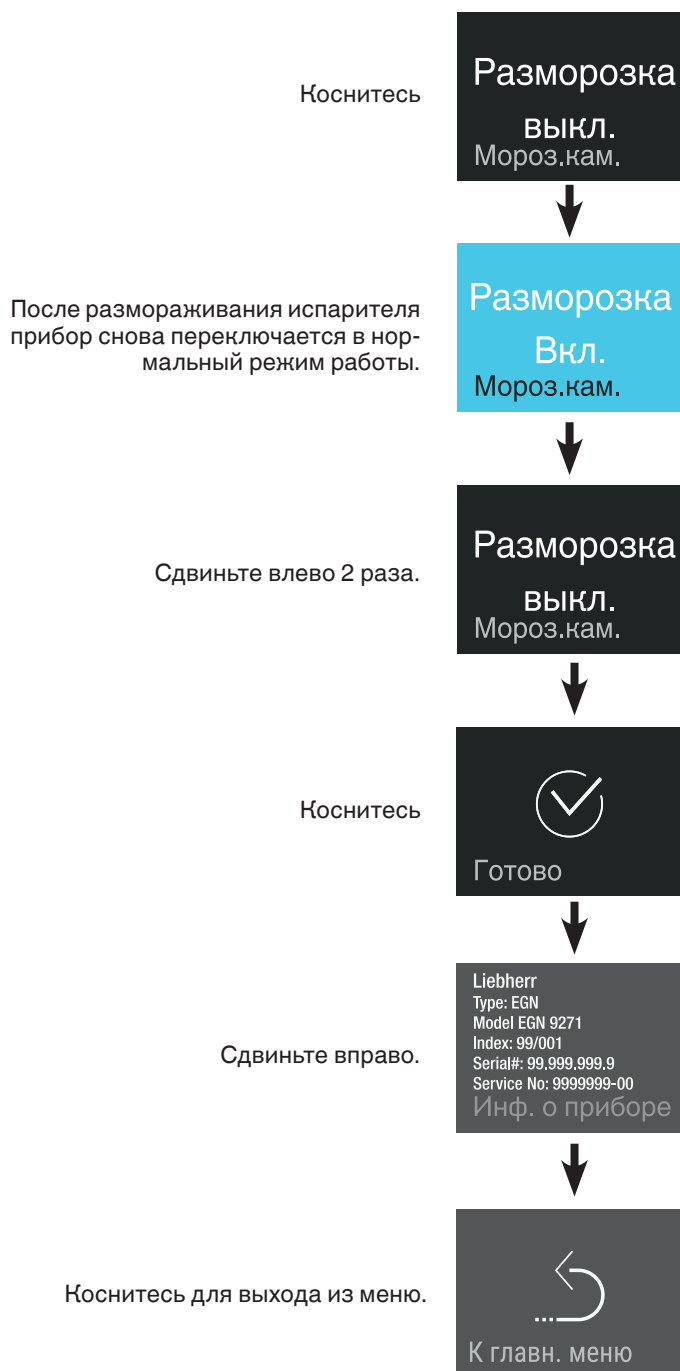 Коснитесь
Разморозка
выкл.
Мороз.кам.
После размораживания испарителя
прибор снова переключается в нор-
мальный режим работы.
Разморозка
Вкл.
Мороз.кам.
Сдвиньте влево 2 раза.
Разморозка
выкл.
Мороз.кам.
Коснитесь
Готово
Сдвиньте вправо.
Liebherr
Type: EGN
Model EGN 9271
Index: 99/001
Serial#: 99.999.999.9
Service No: 9999999-00
Инф. о приборе
Коснитесь для выхода из меню.
К главн. меню